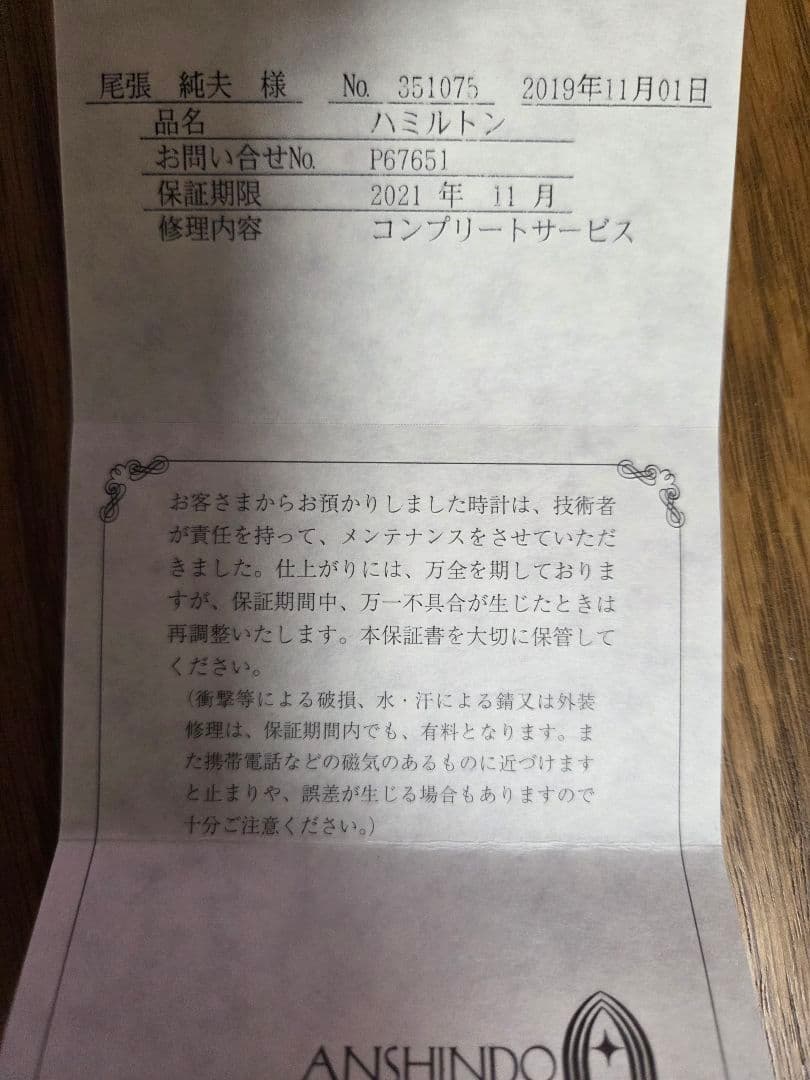 尾張 純夫 様 No. 351075 2019年11月01日
品名 ハミルトン
お問い合せNo. P67651
保証期限 2021 年 11 月
修理内容 コンプリートサービス
お客さまからお預かりしました時計は、技術者
が責任を持って、メンテナンスをさせていただ
きました。仕上がりには、万全を期しておりま
すが、保証期間中、万一不具合が生じたときは
再調整いたします。本保証書を大切に保管して
ください。
(衝撃等による破損、水・汗による錆又は外装
修理は、保証期間内でも、有料となります。ま
た携帯電話などの磁気のあるものに近づけます
と止まりや、誤差が生じる場合もありますので
十分ご注意ください。)
ANSHINDO